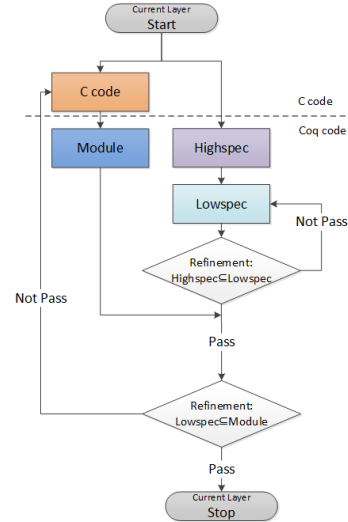 Current Layer
Start
C code
C code
Coq code
Module
Highspec
Lowspec
Not Pass
Refinement:
Highspec⊑Lowspec
Not Pass
Pass
Refinement:
Lowspec⊑Module
Pass
Current Layer
Stop